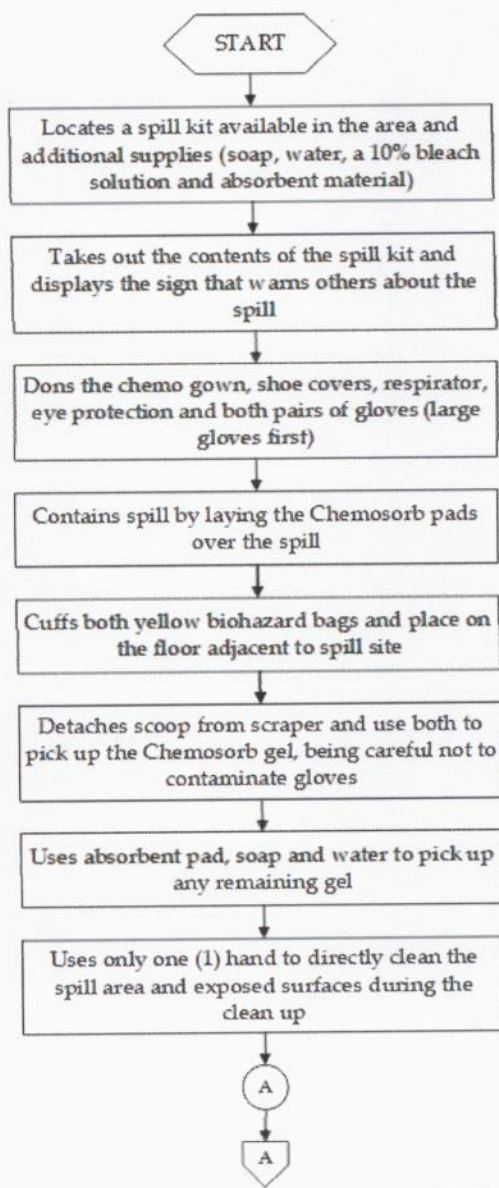 START
Locates a spill kit available in the area and
additional supplies (soap, water, a 10% bleach
solution and absorbent material)
Takes out the contents of the spill kit and
displays the sign that warns others about the
spill
Dons the chemo gown, shoe covers, respirator,
eye protection and both pairs of gloves (large
gloves first)
Contains spill by laying the Chemosorb pads
over the spill
Cuffs both yellow biohazard bags and place on
the floor adjacent to spill site
Detaches scoop from scraper and use both to
pick up the Chemosorb gel, being careful not to
contaminate gloves
Uses absorbent pad, soap and water to pick up
any remaining gel
Uses only one (1) hand to directly clean the
spill area and exposed surfaces during the
clean up
A
A